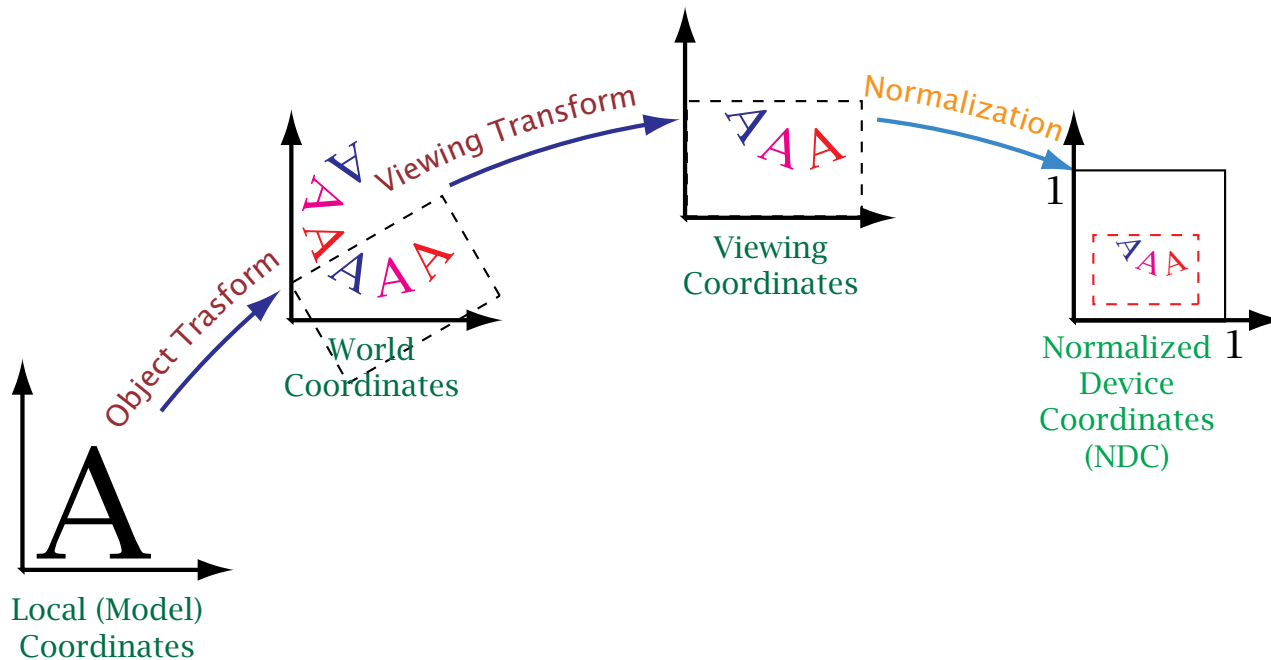 A
Local (Model)
Coordinates
Object Trasform
A
A
A
A
A
A
World
Coordinates
Viewing Transform
A
A
A
Viewing
Coordinates
Normalization
1
A
A
A
1
Normalized
Device
Coordinates
(NDC)